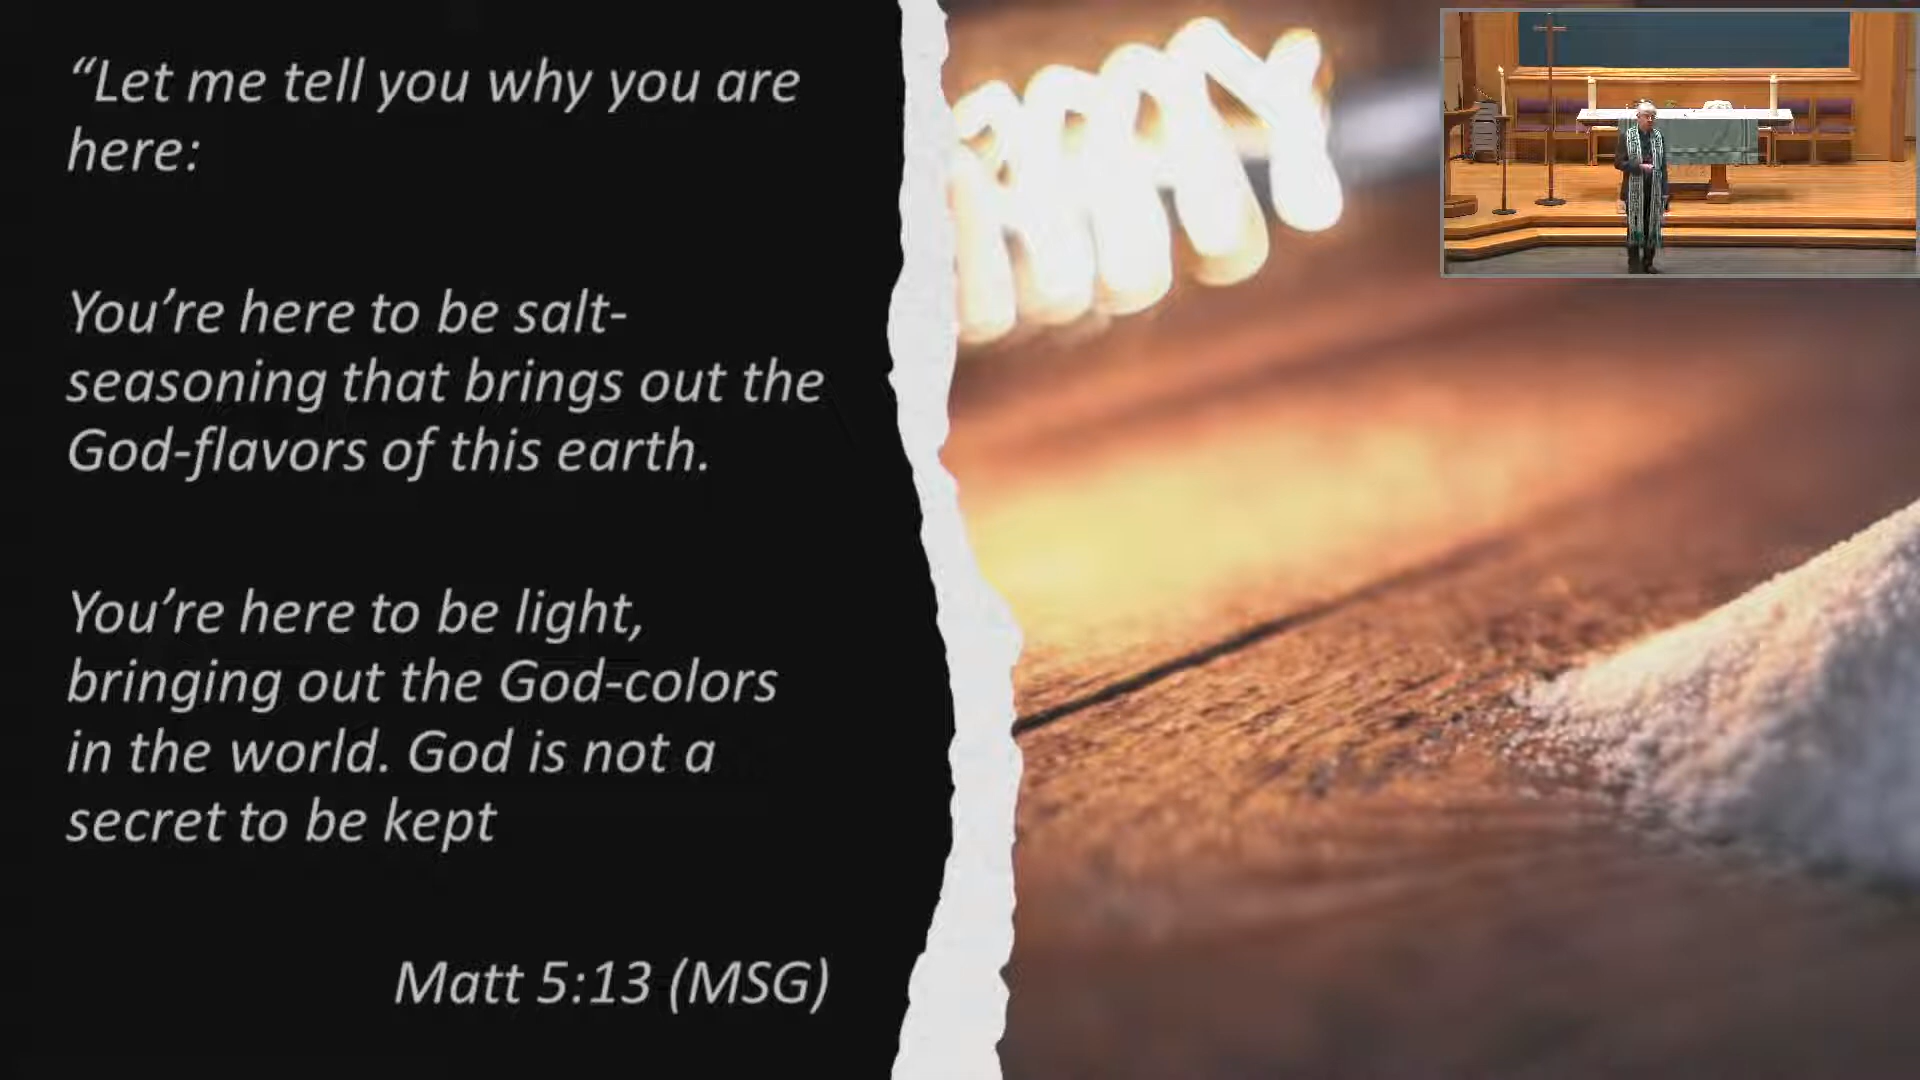 “Let me tell you why you are
here:
You’re here to be salt-
seasoning that brings out the
God-flavors of this earth.
You’re here to be light,
bringing out the God-colors
in the world. God is not a
secret to be kept
Matt 5:13 (MSG)